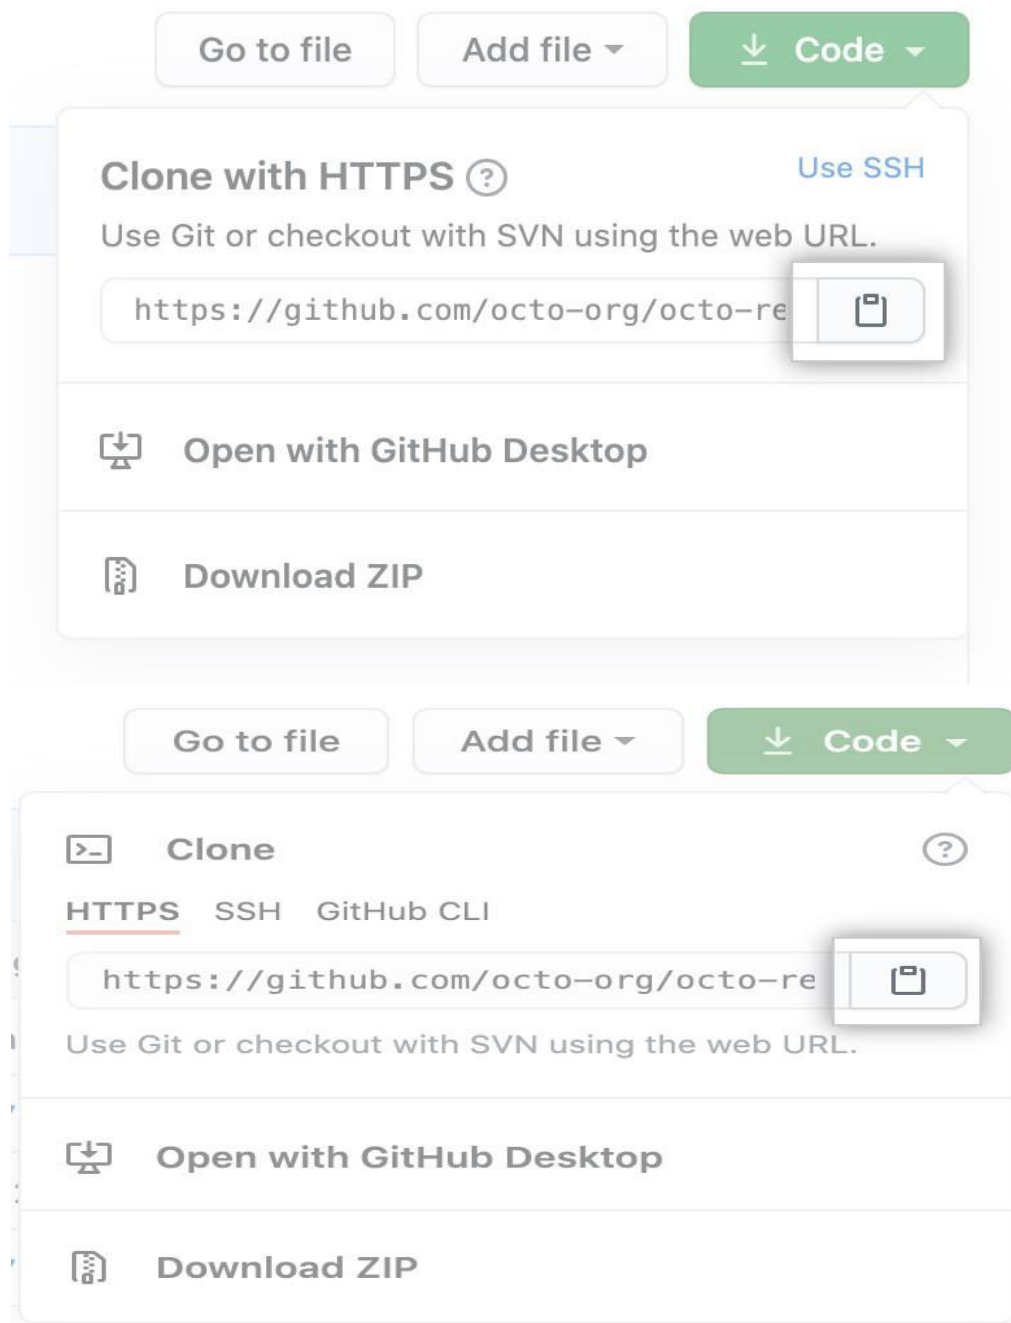 Go to file Add file Code
Clone with HTTPS ? Use SSH
Use Git or checkout with SVN using the web URL.
https://github.com/octo-org/octo-re
Open with GitHub Desktop
Download ZIP
Go to file Add file Code
>_ Clone ?
HTTPS SSH GitHub CLI
https://github.com/octo-org/octo-re
Use Git or checkout with SVN using the web URL.
Open with GitHub Desktop
Download ZIP